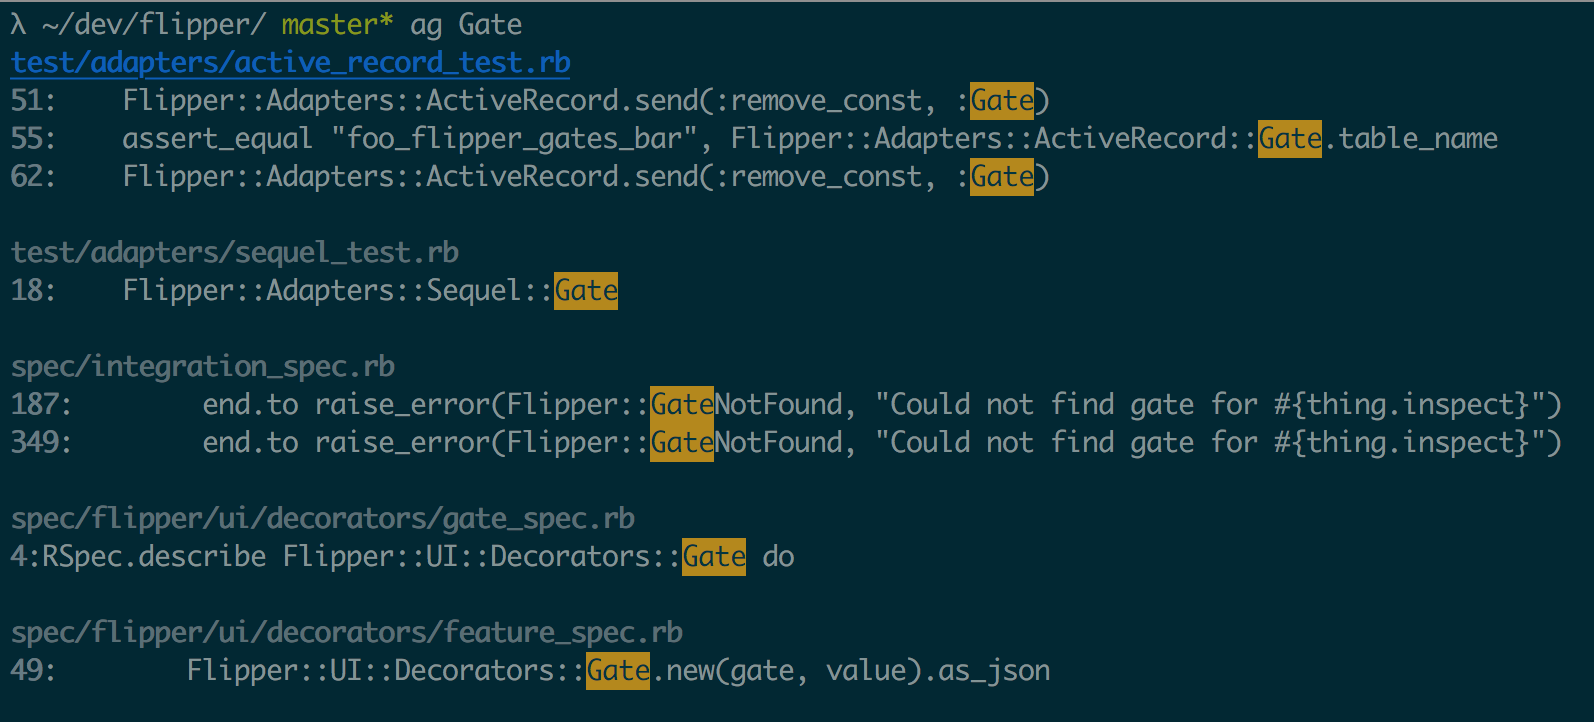 λ ~/dev/flipper/ master* ag Gate
test/adapters/active_record_test.rb
51:    Flipper::Adapters::ActiveRecord.send(:remove_const, :Gate)
55:    assert_equal "foo_flipper_gates_bar", Flipper::Adapters::ActiveRecord::Gate.table_name
62:    Flipper::Adapters::ActiveRecord.send(:remove_const, :Gate)
test/adapters/sequel_test.rb
18:    Flipper::Adapters::Sequel::Gate
spec/integration_spec.rb
187:        end.to raise_error(Flipper::GateNotFound, "Could not find gate for #{thing.inspect}")
349:        end.to raise_error(Flipper::GateNotFound, "Could not find gate for #{thing.inspect}")
spec/flipper/ui/decorators/gate_spec.rb
4:RSpec.describe Flipper::UI::Decorators::Gate do
spec/flipper/ui/decorators/feature_spec.rb
49:        Flipper::UI::Decorators::Gate.new(gate, value).as_json